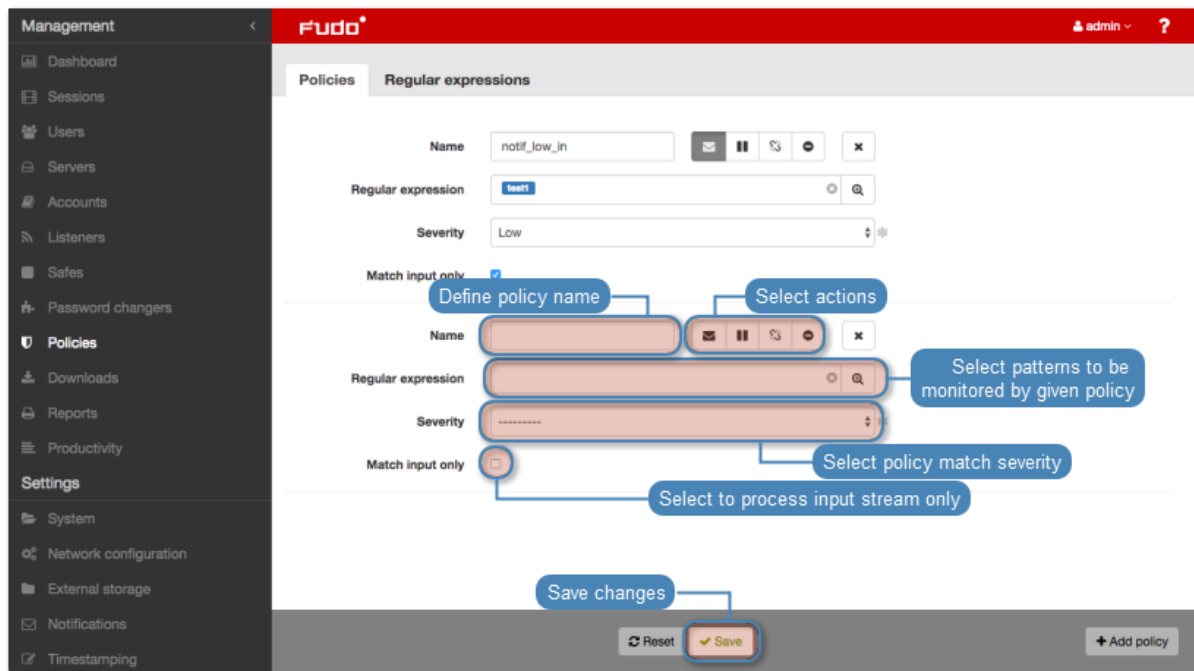 Management
Fudo
admin
?
Dashboard
Sessions
Users
Servers
Accounts
Listeners
Safes
Password changers
Policies
Downloads
Reports
Productivity
Settings
System
Network configuration
External storage
Notifications
Timestamping
Policies
Regular expressions
Name
notif_low_in
Regular expression
test1
Severity
Low
Match input only
Define policy name
Select actions
Name
Regular expression
Select patterns to be
monitored by given policy
Severity
---------
Select policy match severity
Match input only
Select to process input stream only
Save changes
Reset
Save
Add policy